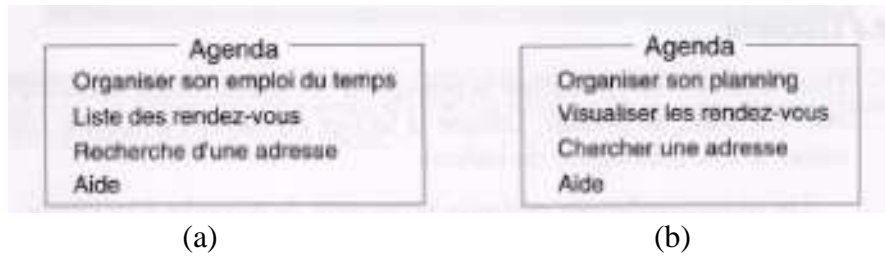 Agenda
Organiser son emploi du temps
Liste des rendez-vous
Recherche d'une adresse
Aide
(a)
Agenda
Organiser son planning
Visualiser les rendez-vous
Chercher une adresse
Aide
(b)